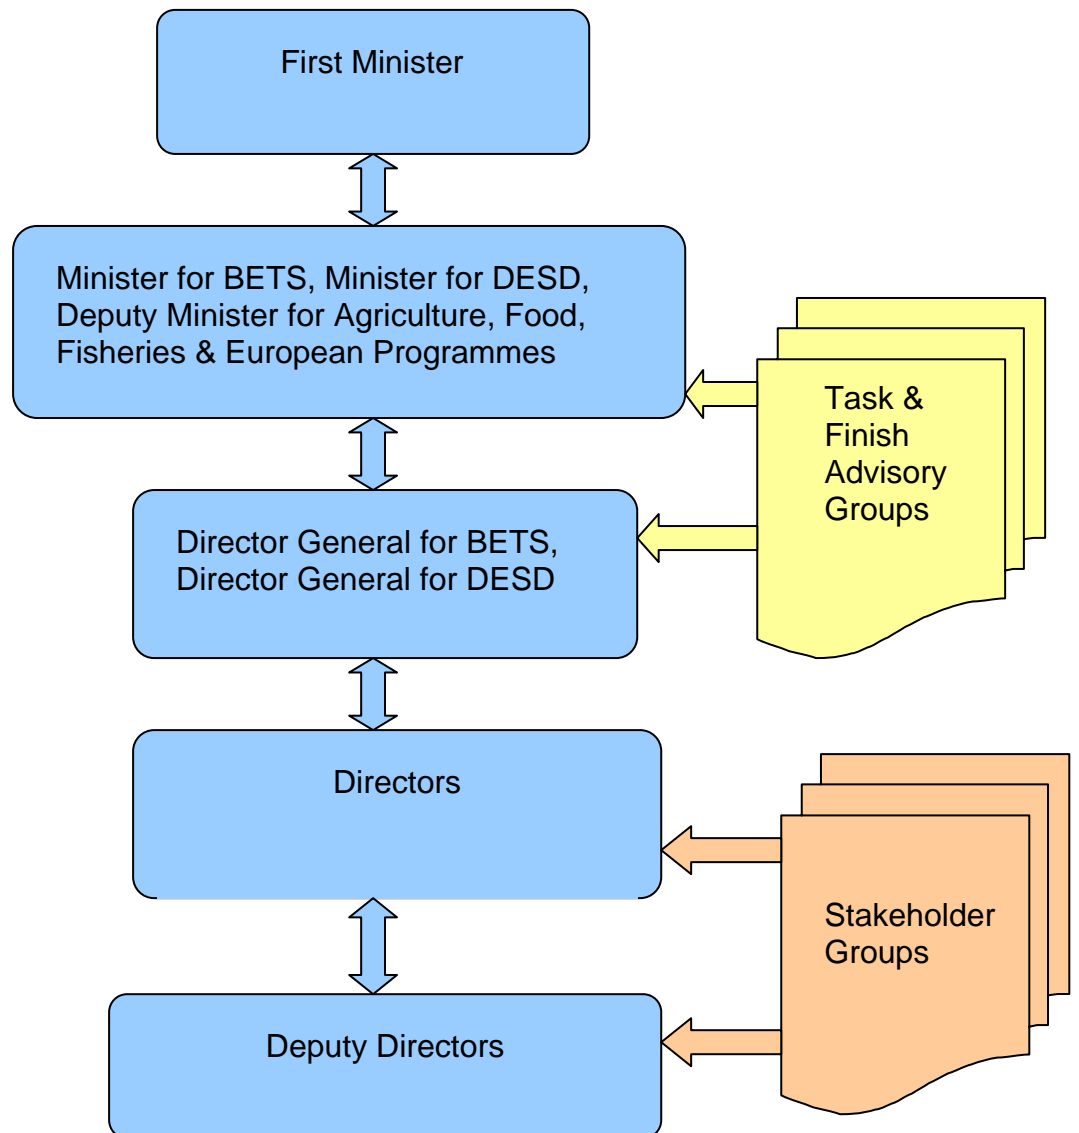 First Minister
Minister for BETS, Minister for DESD,
Deputy Minister for Agriculture, Food,
Fisheries & European Programmes
Task &
Finish
Advisory
Groups
Director General for BETS,
Director General for DESD
Directors
Stakeholder
Groups
Deputy Directors